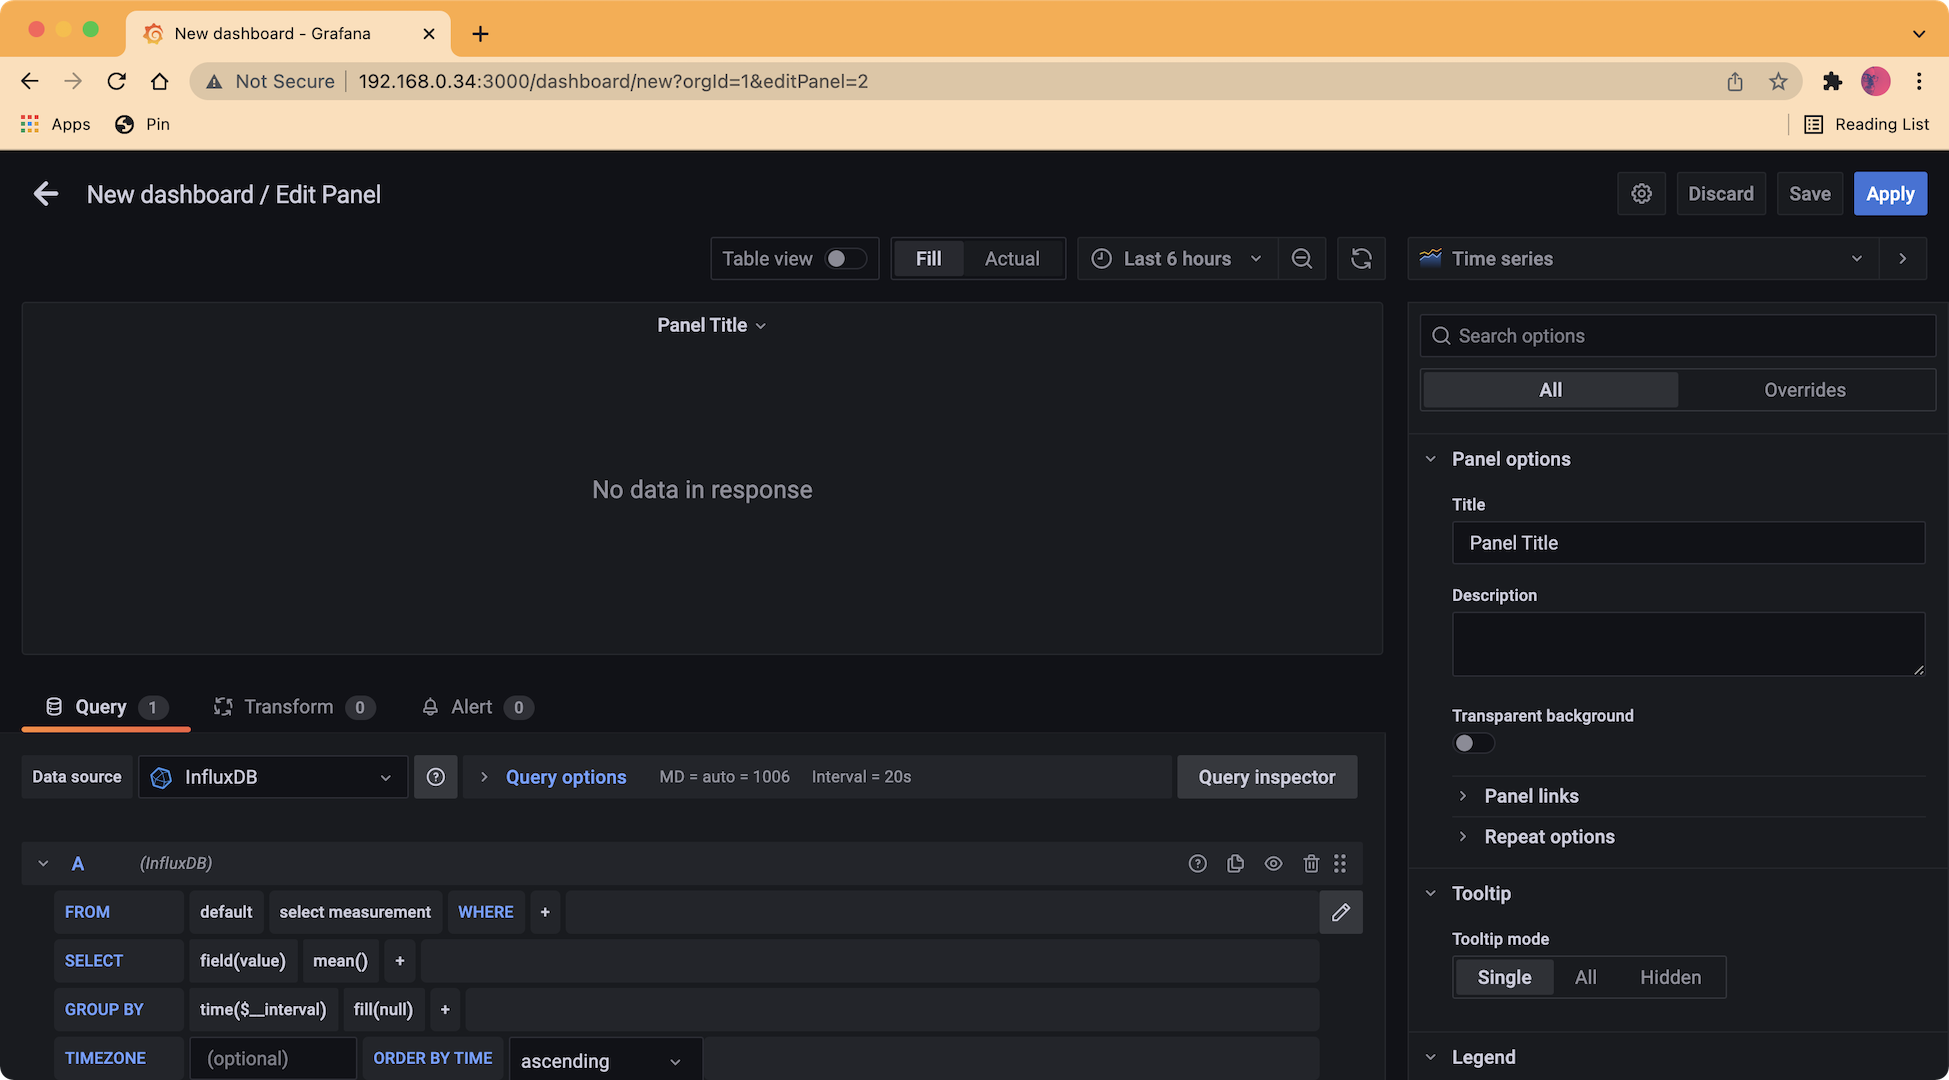 New dashboard - Grafana
Not Secure 192.168.0.34:3000/dashboard/new?orgId=1&editPanel=2
Apps Pin Reading List
New dashboard / Edit Panel Discard Save Apply
Table view Fill Actual Last 6 hours Time series
Panel Title
No data in response
Query 1 Transform 0 Alert 0
Data source InfluxDB Query options MD = auto = 1006 Interval = 20s Query inspector
A (InfluxDB)
FROM default select measurement WHERE +
SELECT field(value) mean() +
GROUP BY time($__interval) fill(null) +
TIMEZONE (optional) ORDER BY TIME ascending
Search options
All Overrides
Panel options
Title
Panel Title
Description
Transparent background
Panel links
Repeat options
Tooltip
Tooltip mode
Single All Hidden
Legend